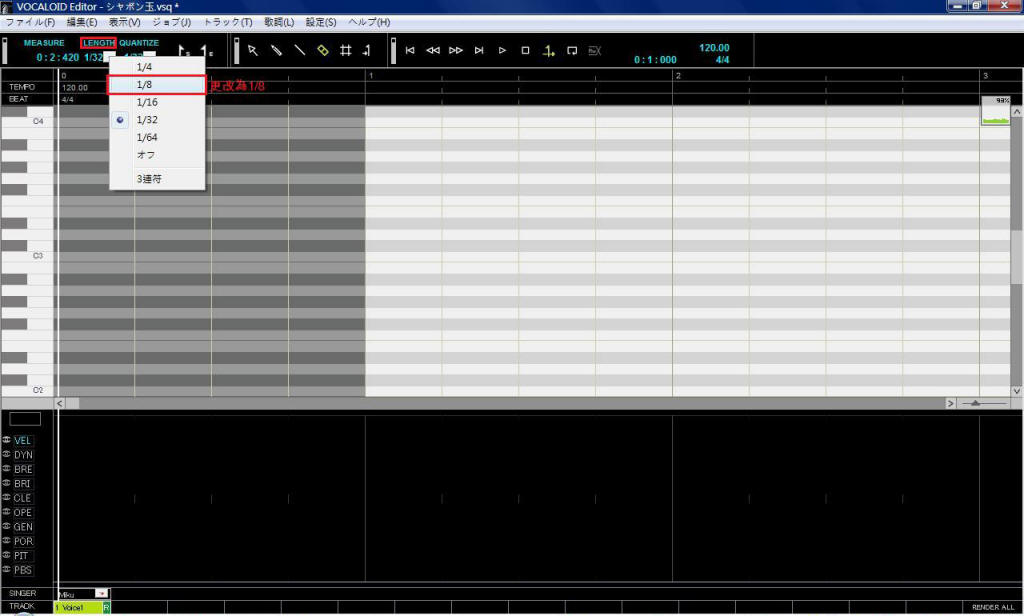 VOCALOID Editor - シャボン玉.vsq *
ファイル(F) 編集(E) 表示(V) ジョブ(J) トラック(T) 歌詞(L) 設定(S) ヘルプ(H)
MEASURE LENGTH QUANTIZE
0 : 2 : 420 1/32
S E
0 : 1 : 000
120.00
4/4
1/4
1/8 更改為1/8
1/16
1/32
1/64
オフ
3連符
0 1 2 3
TEMPO 120.00
BEAT 4/4
98%
C4
C3
C2
VEL
DYN
BRE
BRI
CLE
OPE
GEN
POR
PIT
PBS
SINGER Miku
TRACK 1 Voice1 R RENDER ALL